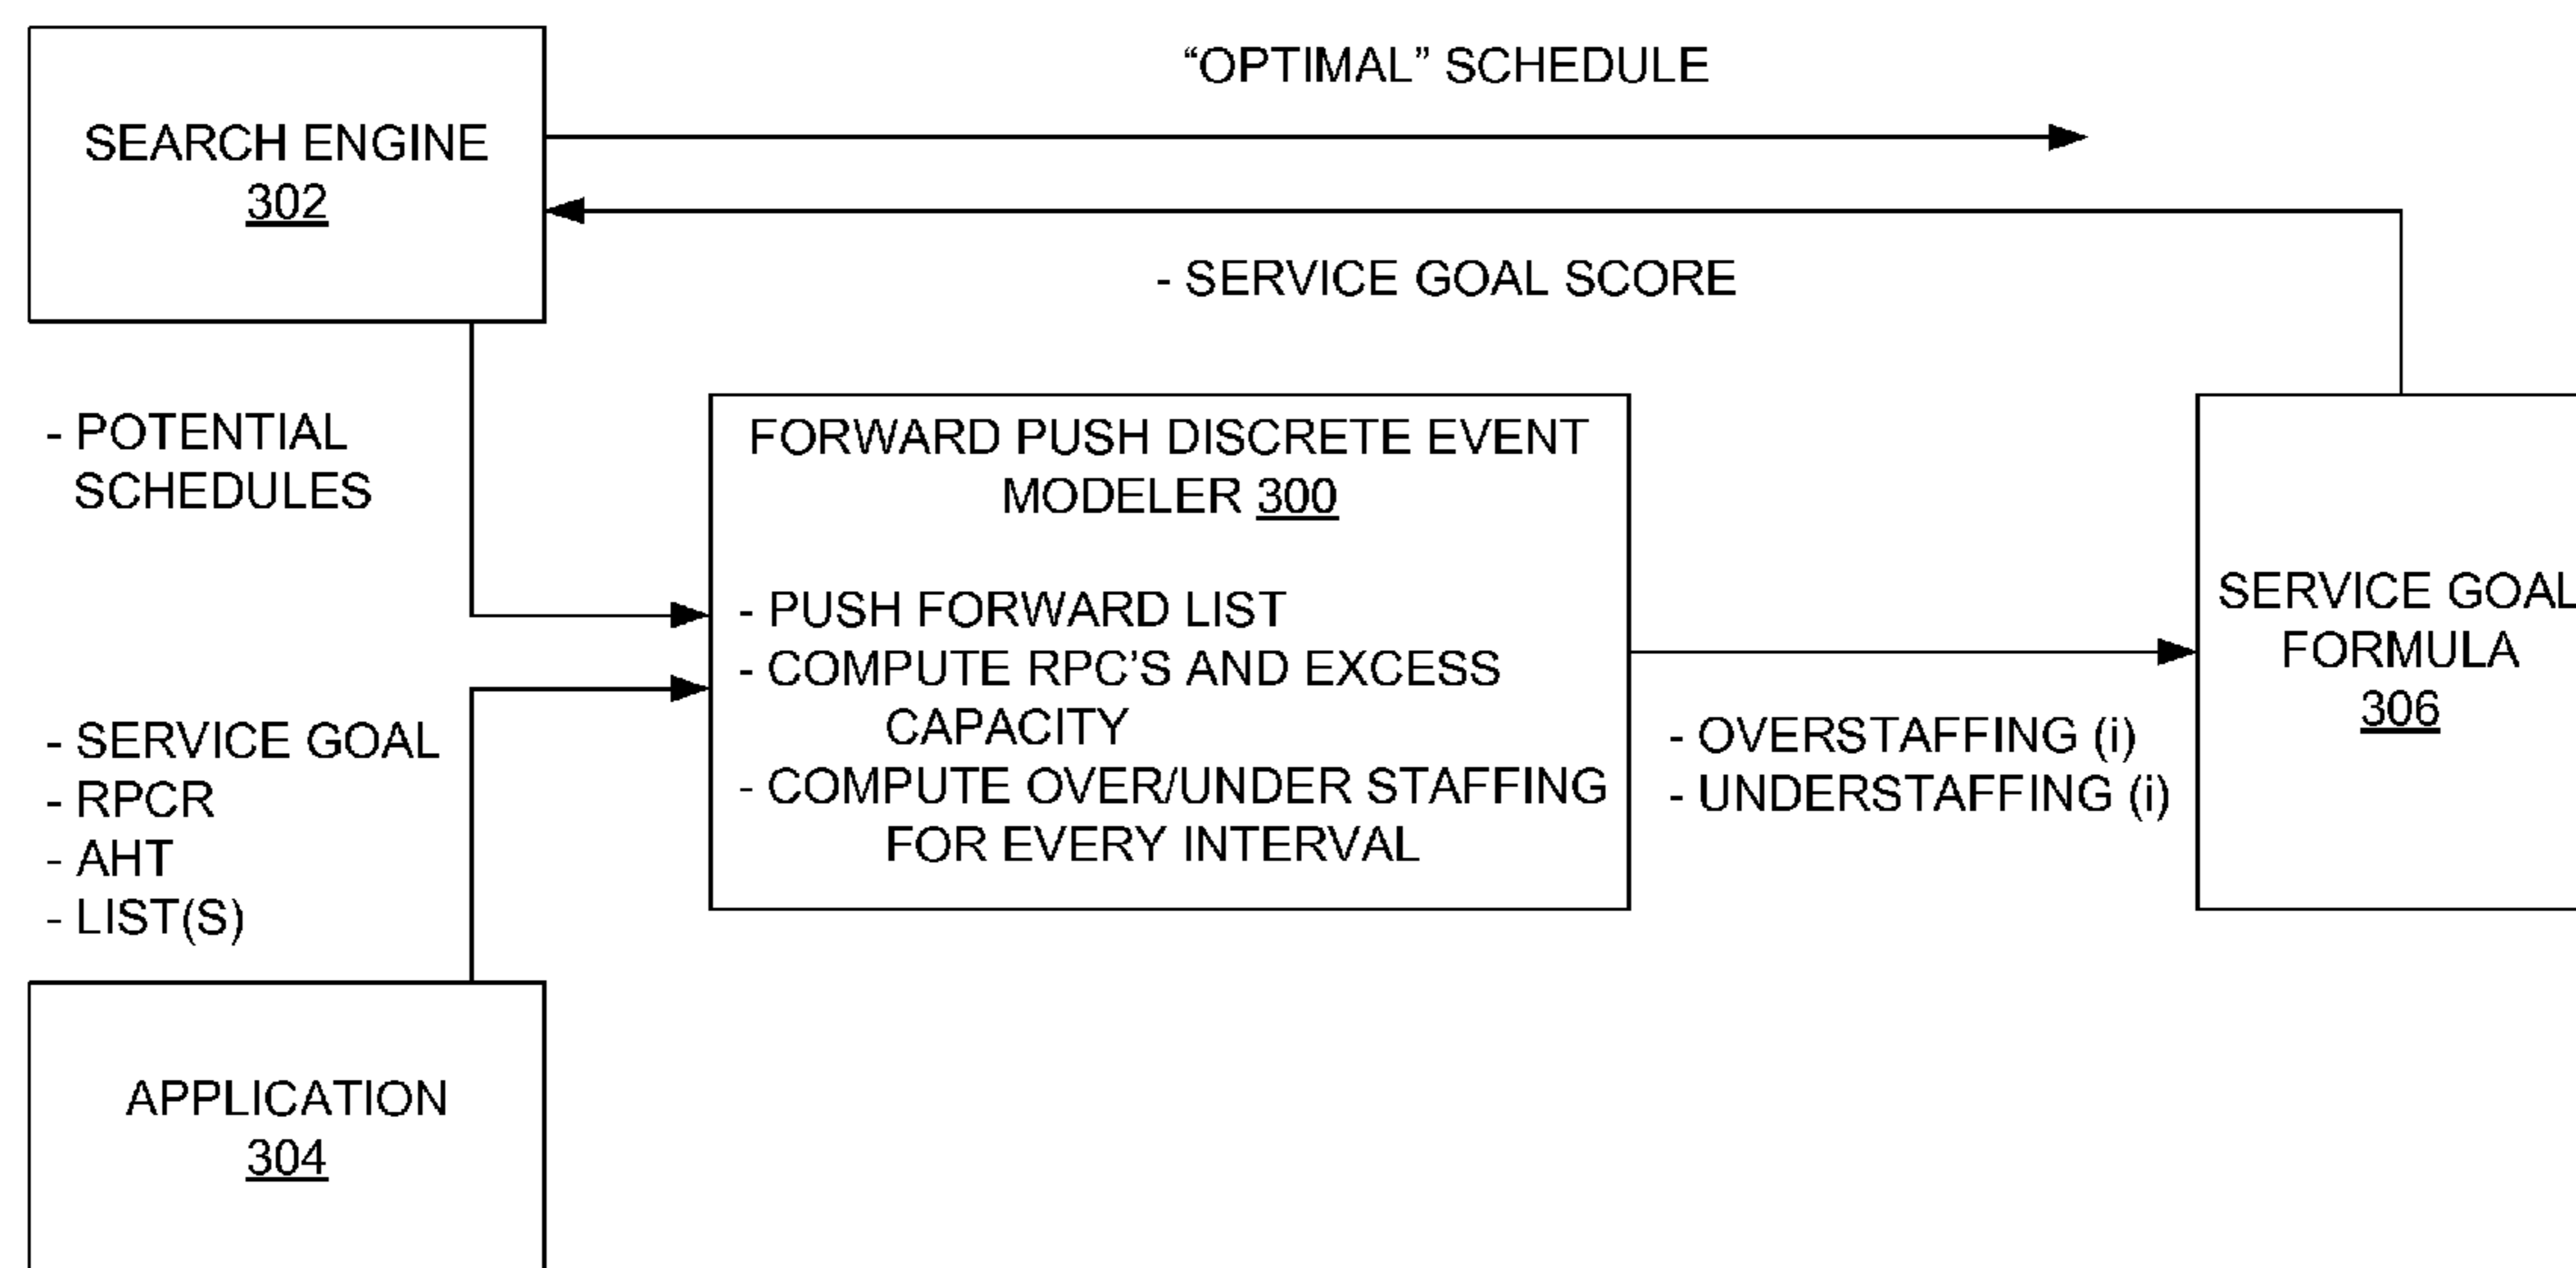 “OPTIMAL” SCHEDULE
SEARCH ENGINE
302
- SERVICE GOAL SCORE
- POTENTIAL
SCHEDULES
FORWARD PUSH DISCRETE EVENT
MODELER 300
- PUSH FORWARD LIST
- COMPUTE RPC’S AND EXCESS
CAPACITY
- COMPUTE OVER/UNDER STAFFING
FOR EVERY INTERVAL
SERVICE GOAL
FORMULA
306
- OVERSTAFFING (i)
- UNDERSTAFFING (i)
- SERVICE GOAL
- RPCR
- AHT
- LIST(S)
APPLICATION
304